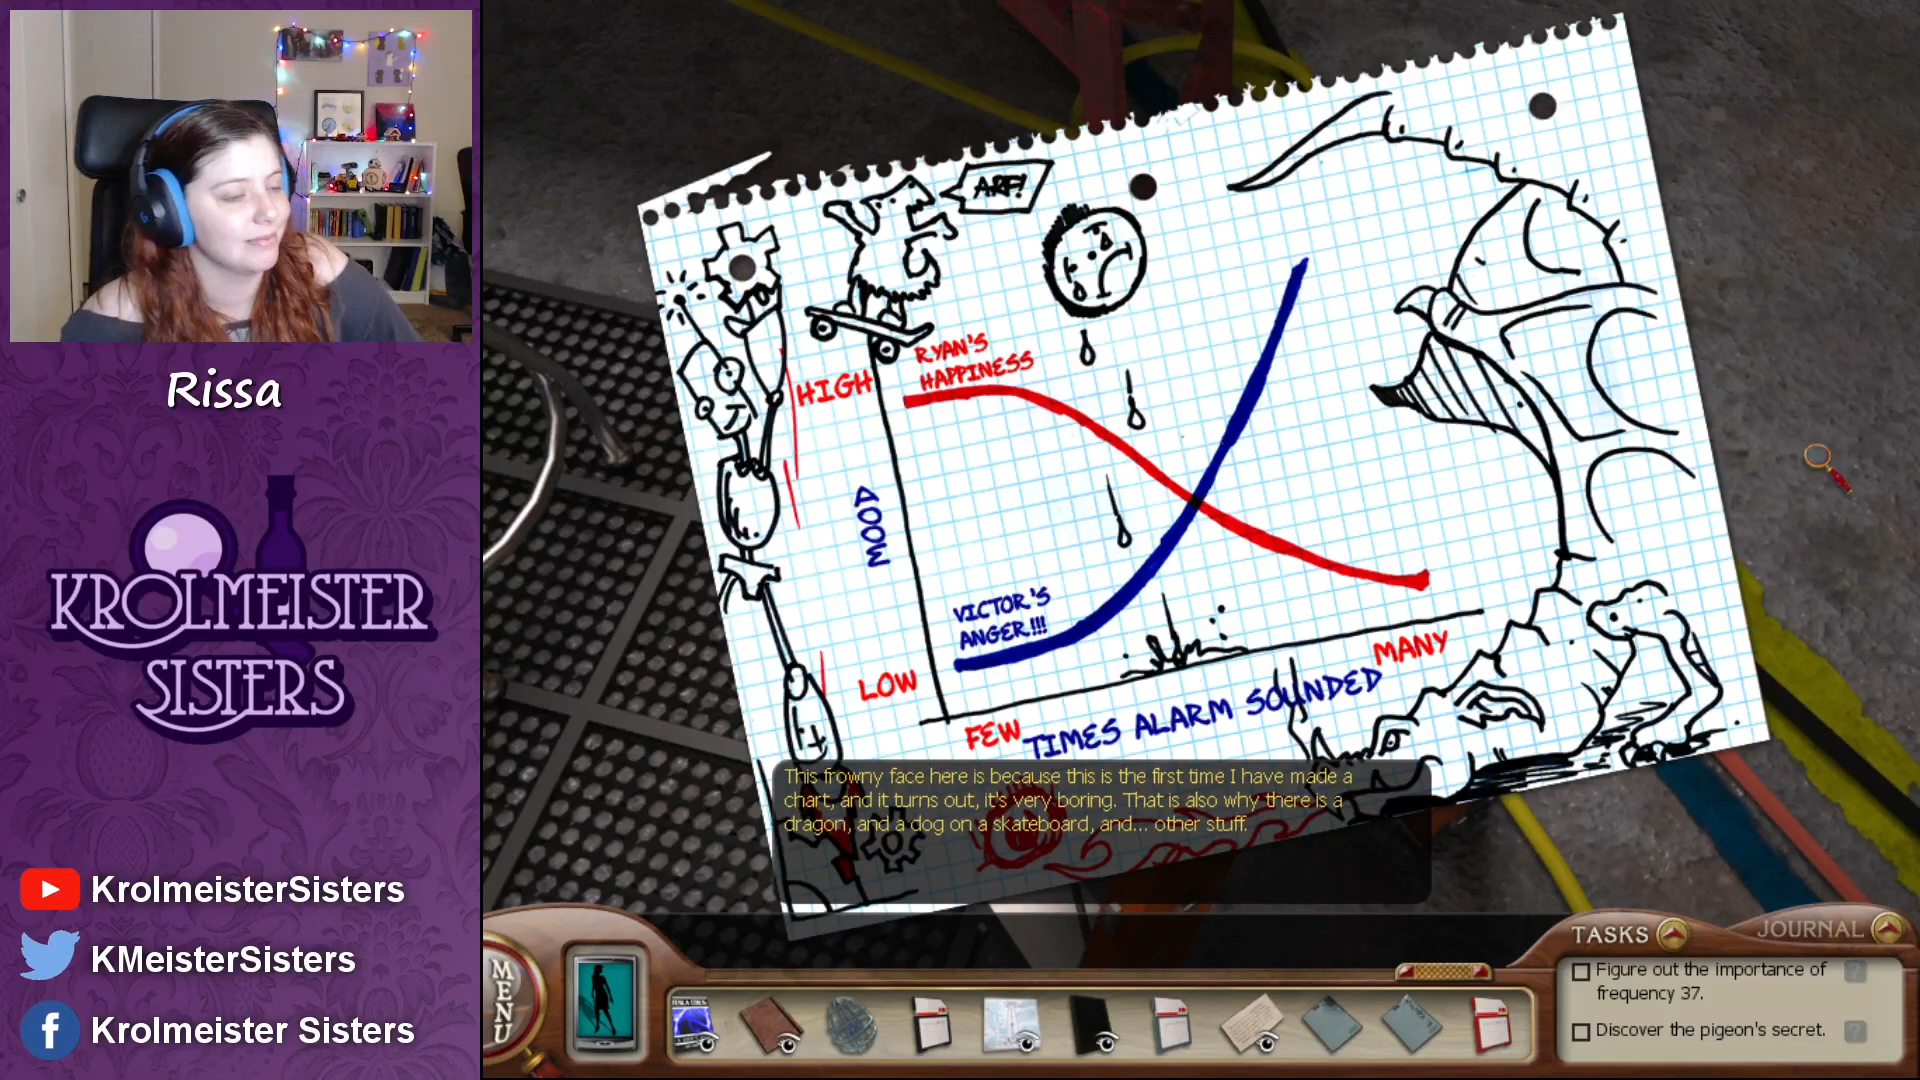 Rissa
KROLMEISTER
SISTERS
KrolmeisterSisters
KMeisterSisters
Krolmeister Sisters
ARF!
RYAN'S
HAPPINESS
HIGH
MOOD
VICTOR'S
ANGER!!!
LOW
MANY
FEW
TIMES ALARM SOUNDED
This frowny face here is because this is the first time I have made a
chart, and it turns out, it's very boring. That is also why there is a
dragon, and a dog on a skateboard, and... other stuff.
MENU
TASKS
JOURNAL
Figure out the importance of
frequency 37.
?
Discover the pigeon's secret.
?